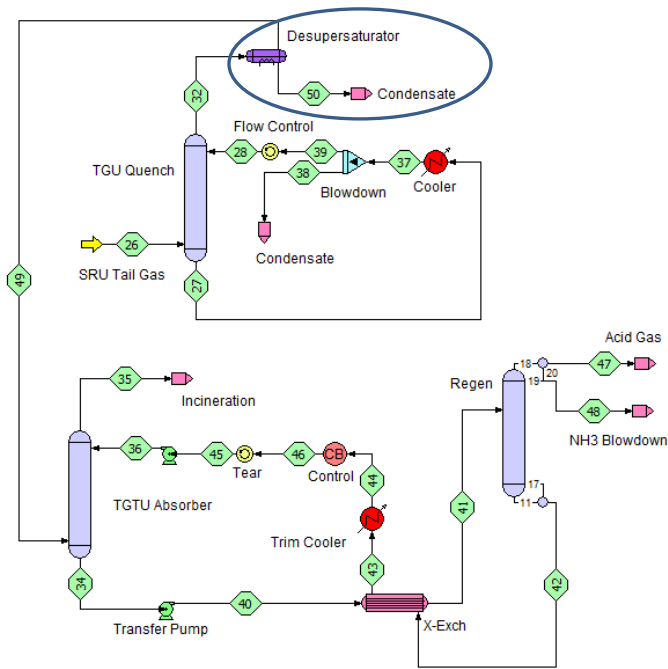 Desupersaturator
32
50
Condensate
Flow Control
TGU Quench
28
39
37
38
Blowdown
Cooler
26
SRU Tail Gas
Condensate
27
49
Acid Gas
18
47
Regen
19
20
35
Incineration
48
NH3 Blowdown
36
45
46
CB
Tear
Control
44
TGTU Absorber
17
11
41
Trim Cooler
42
34
43
40
Transfer Pump
X-Exch